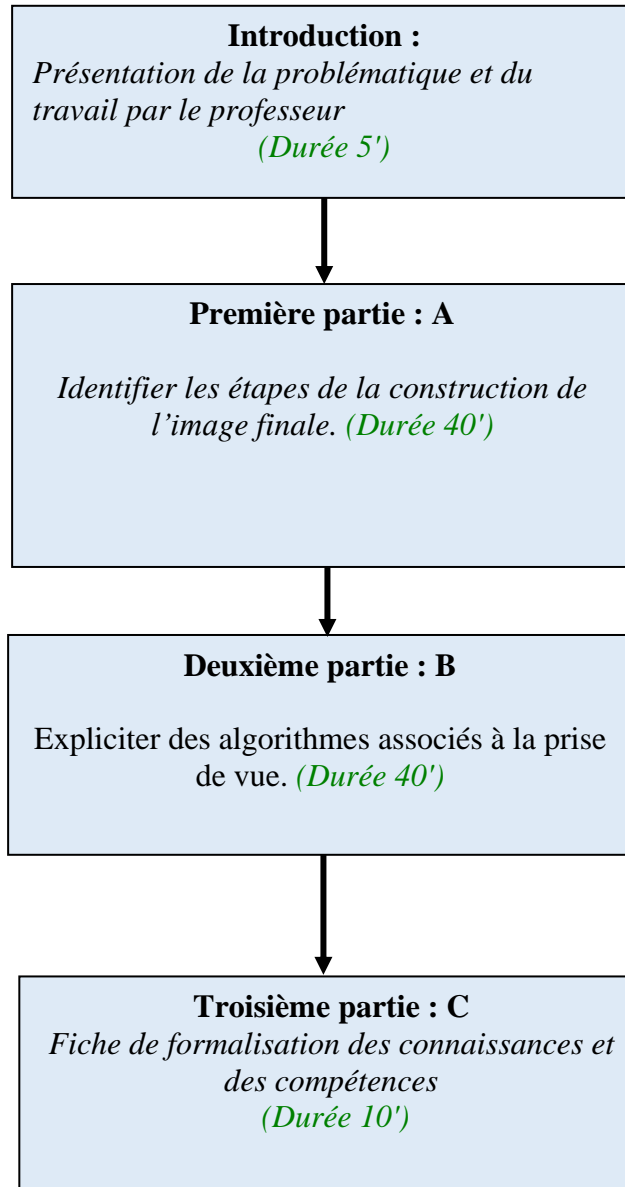 Introduction :
Présentation de la problématique et du
travail par le professeur
(Durée 5')
Première partie : A
Identifier les étapes de la construction de
l’image finale. (Durée 40')
Deuxième partie : B
Expliciter des algorithmes associés à la prise
de vue. (Durée 40')
Troisième partie : C
Fiche de formalisation des connaissances et
des compétences
(Durée 10')